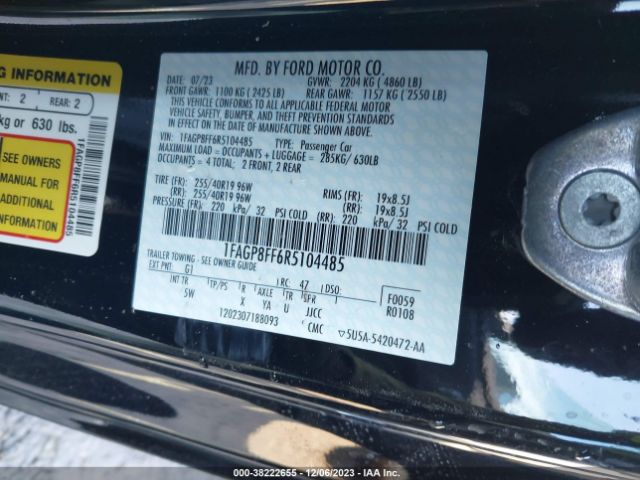 G INFORMATION
NT: 2 REAR: 2
kg or 630 lbs.
SEE OWNERS
MANUAL FOR
ADDITIONAL
INFORMATION
1FAGP8FF6R5104485
MFD. BY FORD MOTOR CO.
DATE: 07/23 GVWR: 2204 KG ( 4860 LB)
FRONT GAWR: 1100 KG ( 2425 LB) REAR GAWR: 1157 KG ( 2550 LB)
THIS VEHICLE CONFORMS TO ALL APPLICABLE FEDERAL MOTOR
VEHICLE SAFETY, BUMPER, AND THEFT PREVENTION STANDARDS
IN EFFECT ON THE DATE OF MANUFACTURE SHOWN ABOVE.
VIN: 1FAGP8FF6R5104485 TYPE: Passenger Car
MAXIMUM LOAD = OCCUPANTS + LUGGAGE = 285KG/ 630LB
OCCUPANTS = 4 TOTAL: 2 FRONT, 2 REAR
TIRE (FR): 255/40R19 96W RIMS (FR): 19x8.5J
(RR): 255/40R19 96W (RR): 19x8.5J
PRESSURE (FR): 220 kPa/ 32 PSI COLD (RR): 220 kPa/ 32 PSI COLD
1FAGP8FF6R5104485
TRAILER TOWING - SEE OWNER GUIDE
EXT PNT: G1 RC: 47 DSO: F0059
INT TR TP/PS R AXLE TR SPR R0108
5W X YA U JJCC
1202307188093 CMC ▽5USA-5420472-AA
000-38222655 - 12/06/2023 - IAA Inc.